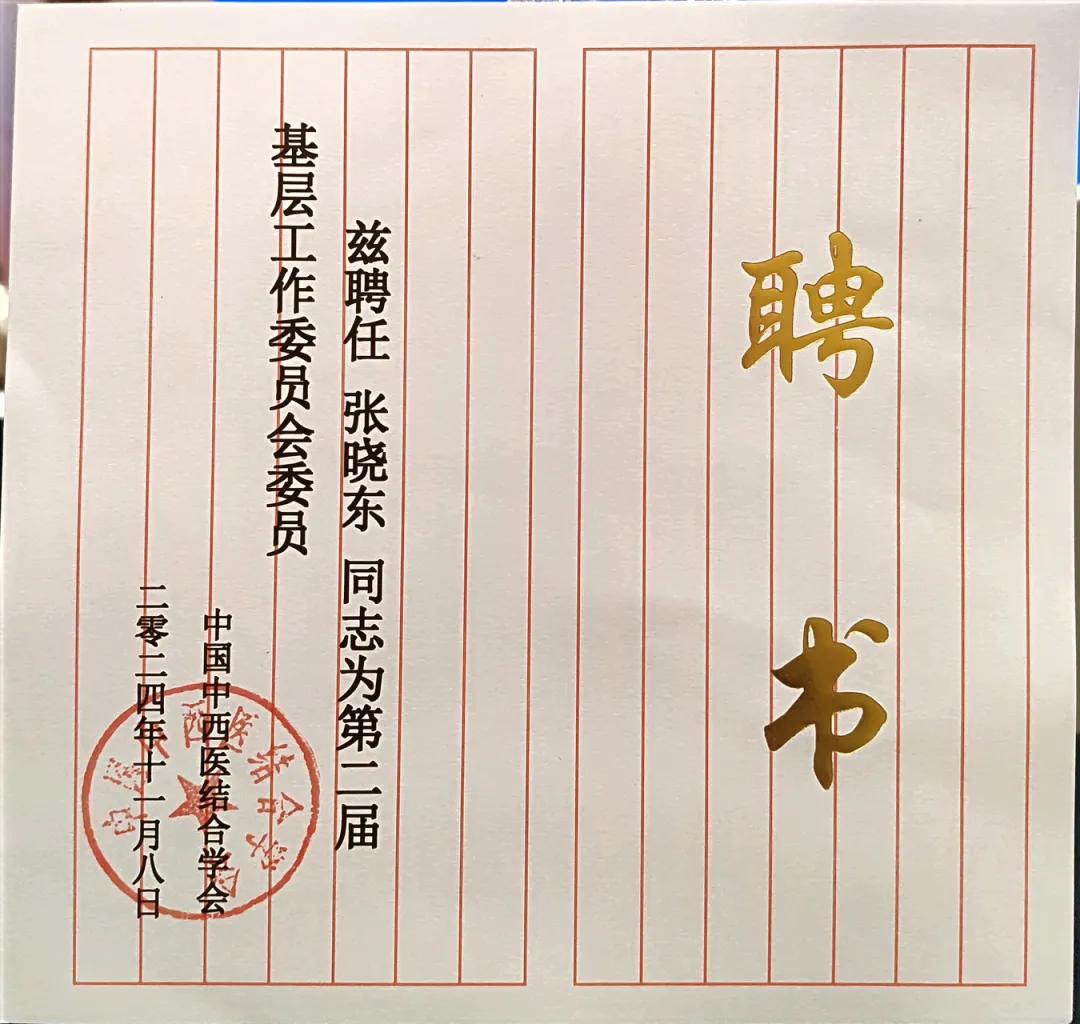 聘书
兹聘任 张晓东 同志为第二届
基层工作委员会委员
中国中西医结合学会
二零二四年十一月八日